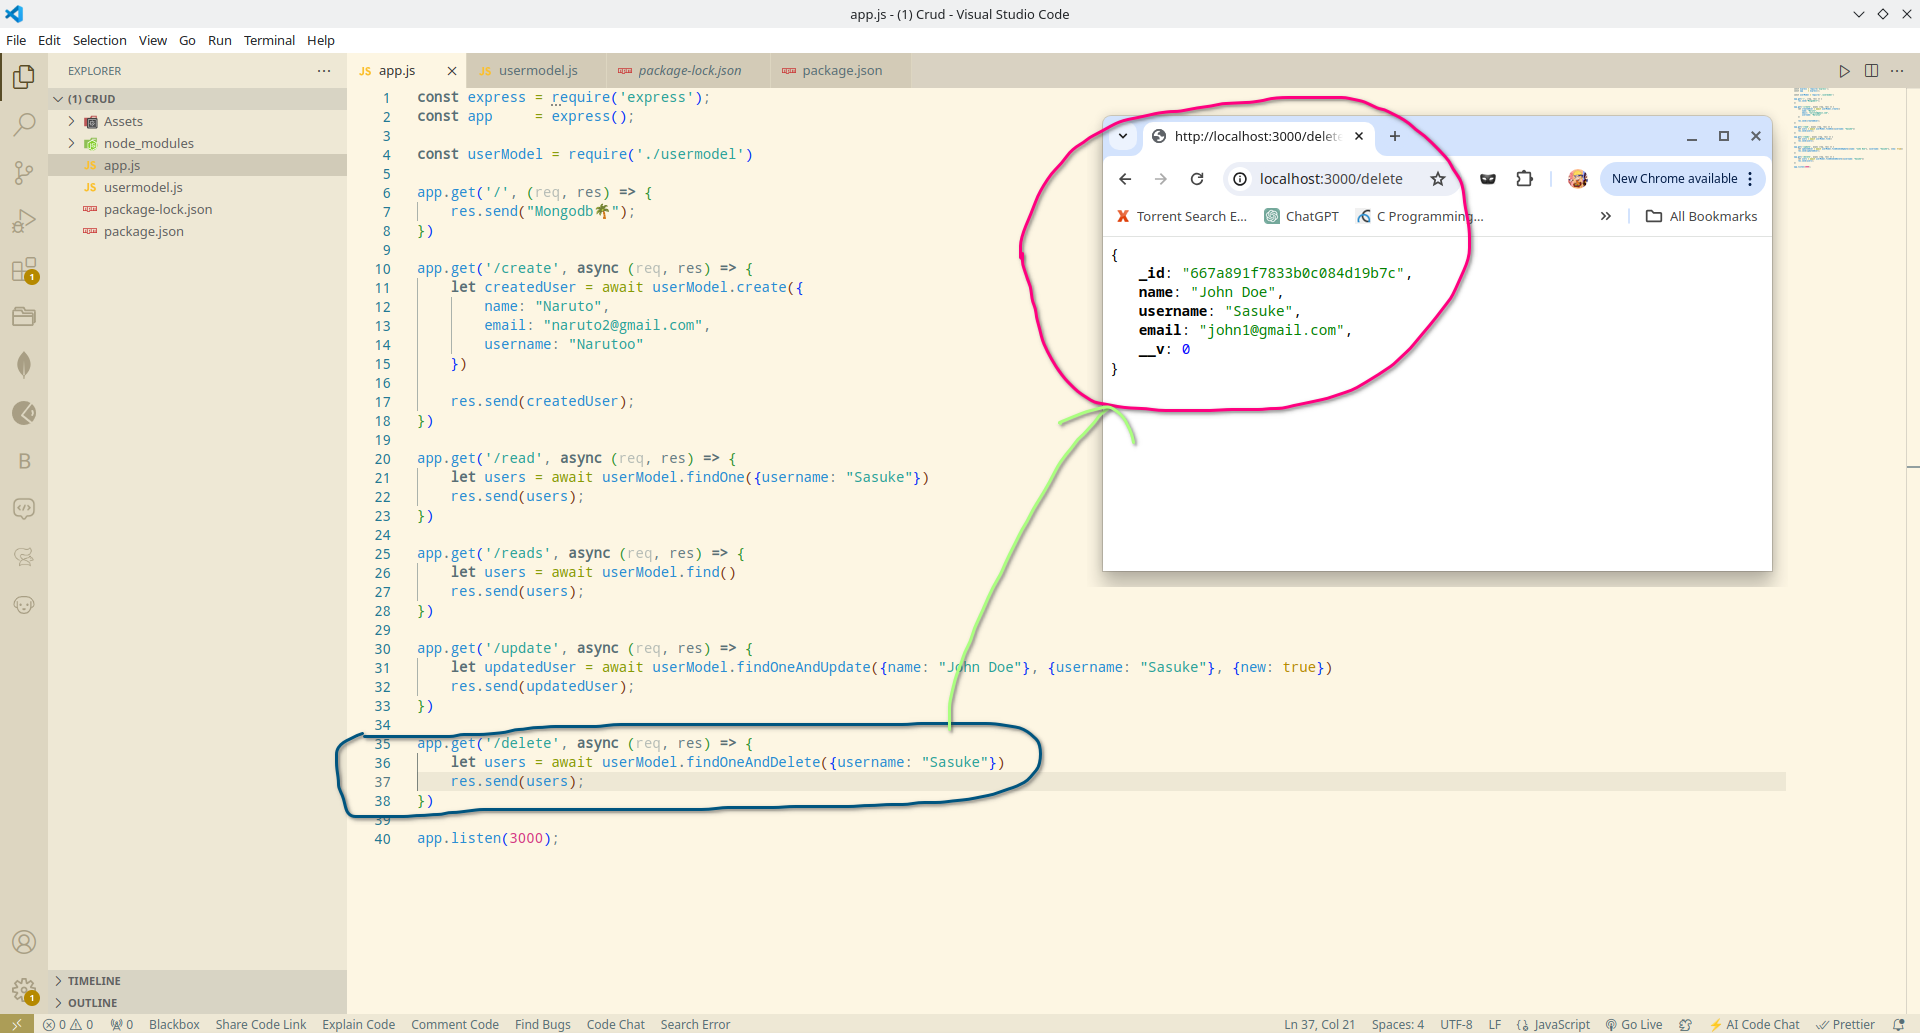 app.js - (1) Crud - Visual Studio Code
File Edit Selection View Go Run Terminal Help
EXPLORER ···
(1) CRUD
Assets
node_modules
JS app.js
JS usermodel.js
package-lock.json
package.json
1
1
TIMELINE
OUTLINE
JS app.js
JS usermodel.js
package-lock.json
package.json
1 const express = require('express');
2 const app     = express();
3
4 const userModel = require('./usermodel')
5
6 app.get('/', (req, res) => {
7     res.send("Mongodb🌴");
8 })
9
10 app.get('/create', async (req, res) => {
11     let createdUser = await userModel.create({
12         name: "Naruto",
13         email: "naruto2@gmail.com",
14         username: "Narutoo"
15     })
16
17     res.send(createdUser);
18 })
19
20 app.get('/read', async (req, res) => {
21     let users = await userModel.findOne({username: "Sasuke"})
22     res.send(users);
23 })
24
25 app.get('/reads', async (req, res) => {
26     let users = await userModel.find()
27     res.send(users);
28 })
29
30 app.get('/update', async (req, res) => {
31     let updatedUser = await userModel.findOneAndUpdate({name: "John Doe"}, {username: "Sasuke"}, {new: true})
32     res.send(updatedUser);
33 })
34
35 app.get('/delete', async (req, res) => {
36     let users = await userModel.findOneAndDelete({username: "Sasuke"})
37     res.send(users);
38 })
39
40 app.listen(3000);
http://localhost:3000/delete
localhost:3000/delete
New Chrome available
Torrent Search E... ChatGPT C Programming... » All Bookmarks
{
_id: "667a891f7833b0c084d19b7c",
name: "John Doe",
username: "Sasuke",
email: "john1@gmail.com",
__v: 0
}
0 0 0 Blackbox Share Code Link Explain Code Comment Code Find Bugs Code Chat Search Error
Ln 37, Col 21 Spaces: 4 UTF-8 LF JavaScript Go Live AI Code Chat Prettier